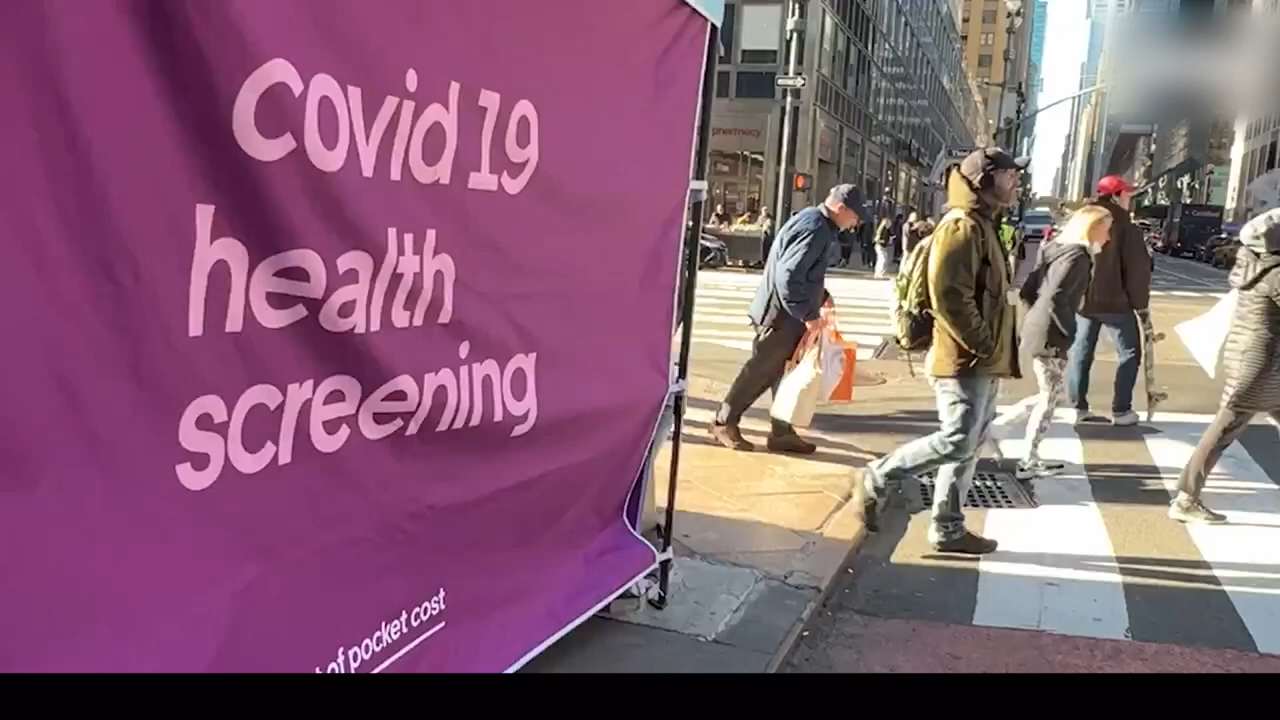 covid 19
health
screening
of pocket cost
pharmacy